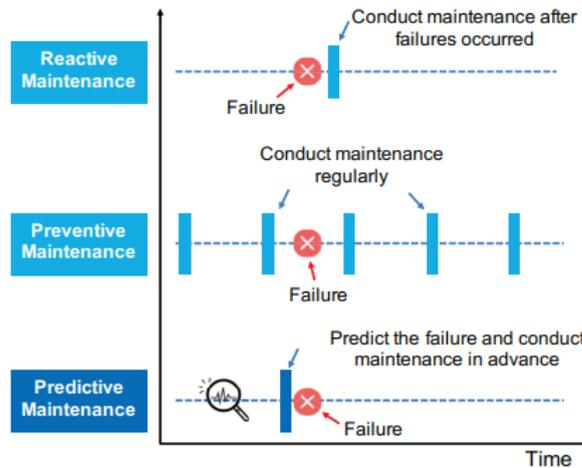 Conduct maintenance after
failures occurred
Reactive
Maintenance
Failure
Conduct maintenance
regularly
Preventive
Maintenance
Failure
Predict the failure and conduct
maintenance in advance
Predictive
Maintenance
Failure
Time